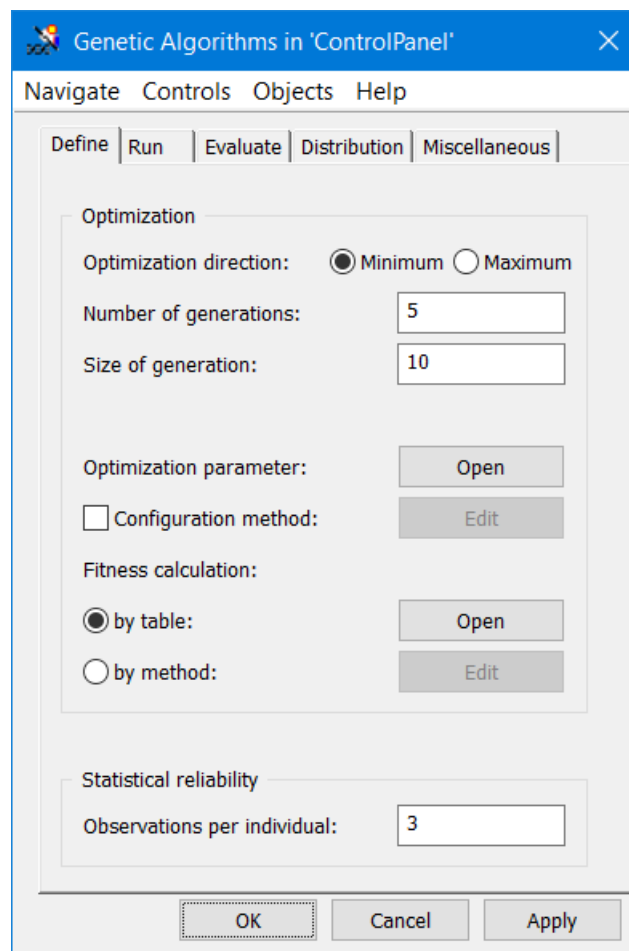 Genetic Algorithms in 'ControlPanel'
Navigate Controls Objects Help
Define Run Evaluate Distribution Miscellaneous
Optimization
Optimization direction: Minimum Maximum
Number of generations: 5
Size of generation: 10
Optimization parameter: Open
Configuration method: Edit
Fitness calculation:
by table: Open
by method: Edit
Statistical reliability
Observations per individual: 3
OK Cancel Apply